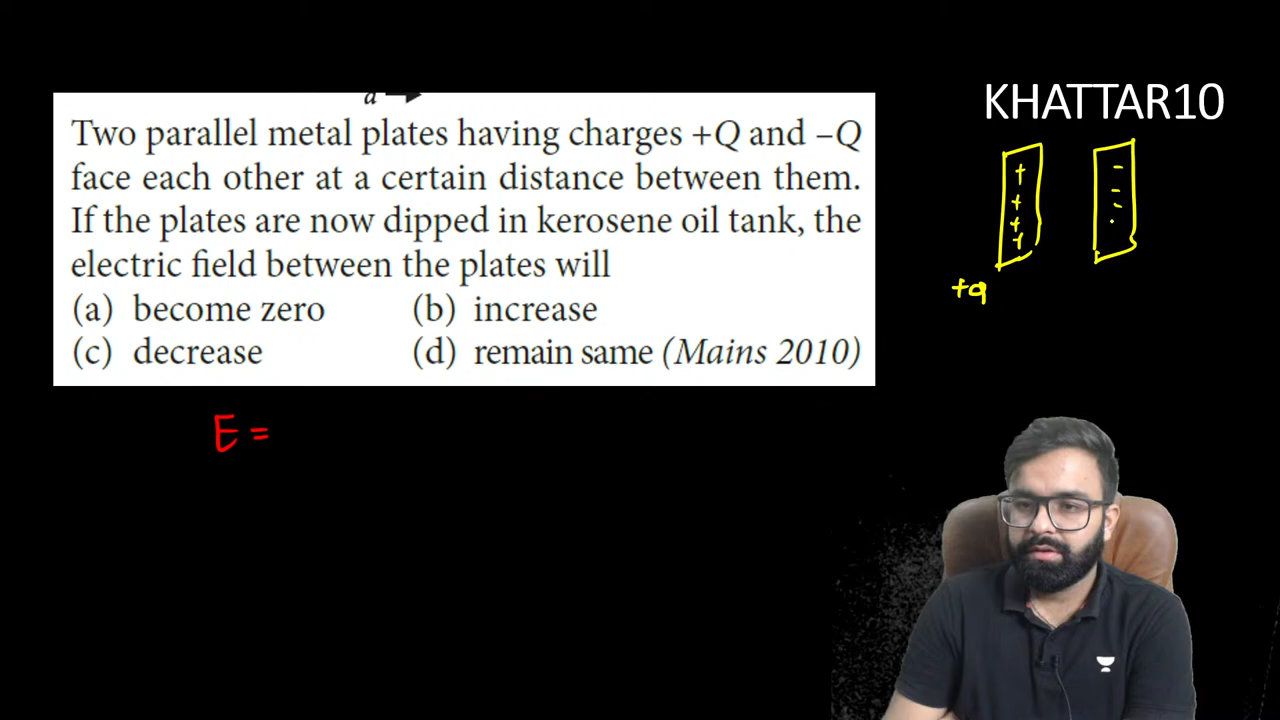 a →
KHATTAR10
Two parallel metal plates having charges +Q and –Q
face each other at a certain distance between them.
If the plates are now dipped in kerosene oil tank, the
electric field between the plates will
(a) become zero (b) increase
(c) decrease (d) remain same (Mains 2010)
+ −
+ −
+ −
+
+Q
E =